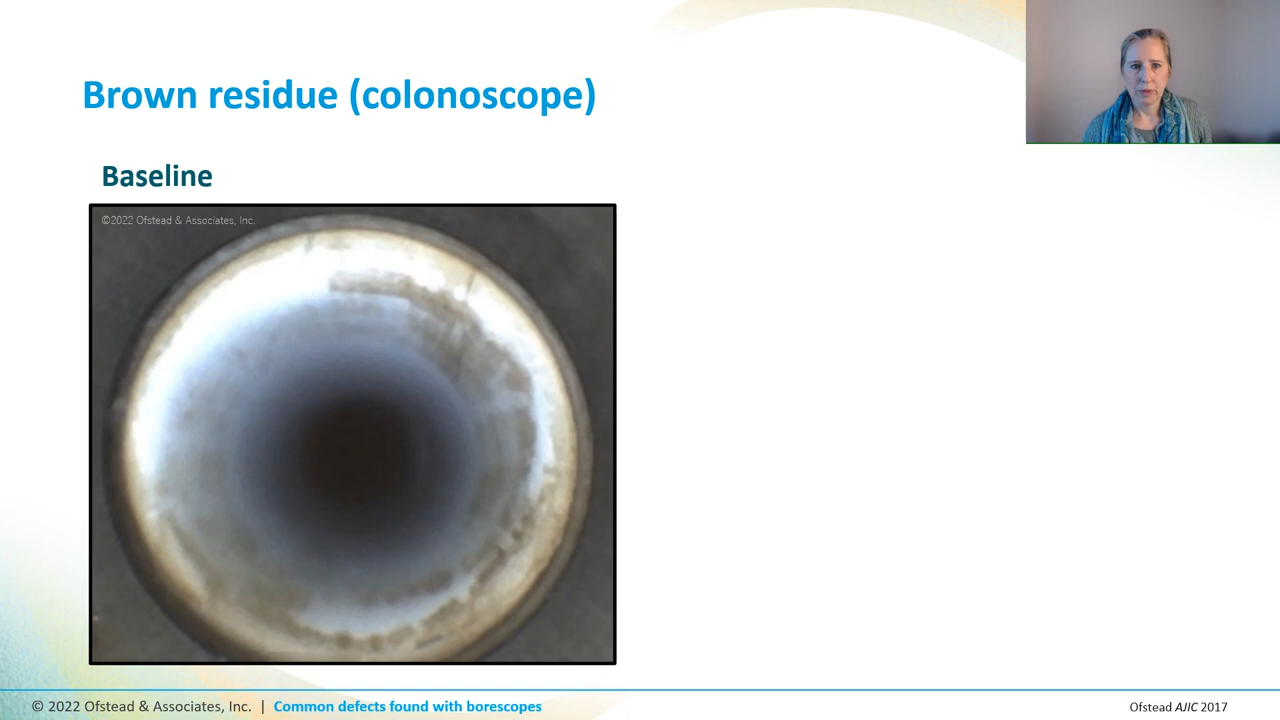 Brown residue (colonoscope)
Baseline
©2022 Ofstead & Associates, Inc.
© 2022 Ofstead & Associates, Inc. | Common defects found with borescopes
Ofstead AJIC 2017